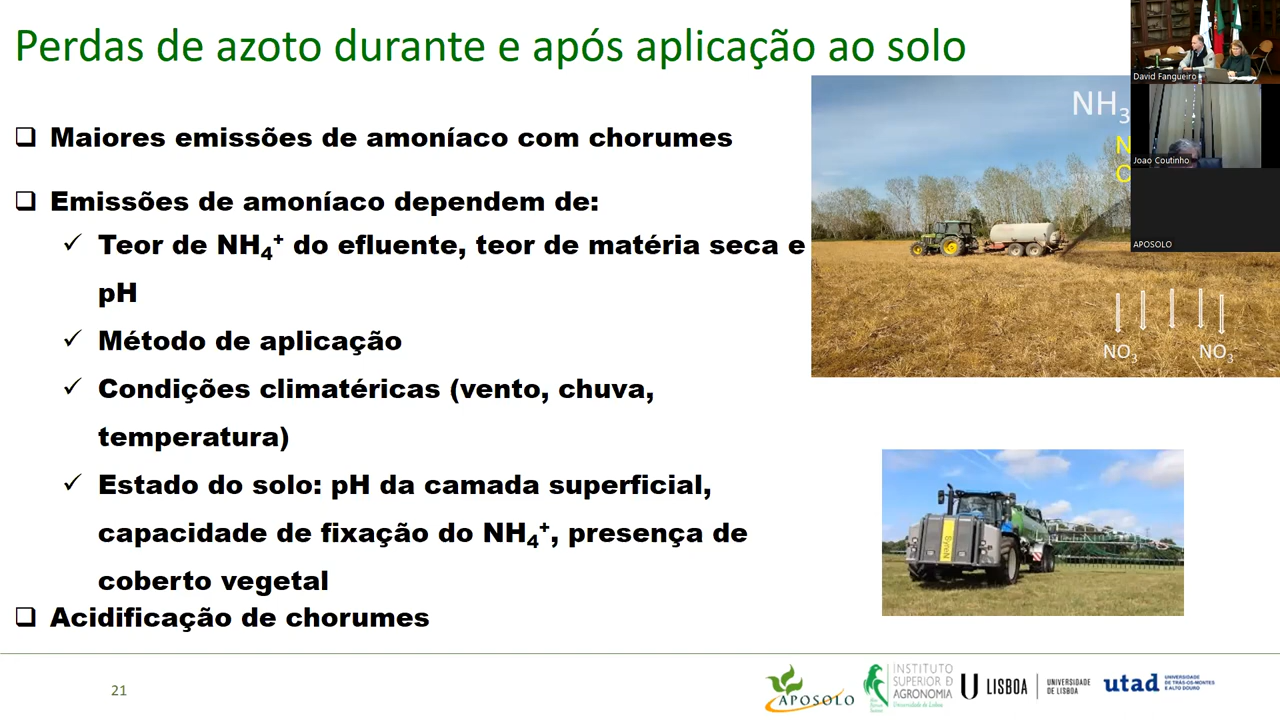 Perdas de azoto durante e após aplicação ao solo
❑ Maiores emissões de amoníaco com chorumes
❑ Emissões de amoníaco dependem de:
✓ Teor de NH₄⁺ do efluente, teor de matéria seca e
pH
✓ Método de aplicação
✓ Condições climatéricas (vento, chuva,
temperatura)
✓ Estado do solo: pH da camada superficial,
capacidade de fixação do NH₄⁺, presença de
coberto vegetal
❑ Acidificação de chorumes
NH₃
NO₃ NO₃
SyreN
David Fangueiro
Joao Coutinho
APOSOLO
21
APOSOLO
INSTITUTO
SUPERIOR D
AGRONOMIA
Universidade de Lisboa
LISBOA
UNIVERSIDADE
DE LISBOA
utad
UNIVERSIDADE
DE TRÁS-OS-MONTES
E ALTO DOURO